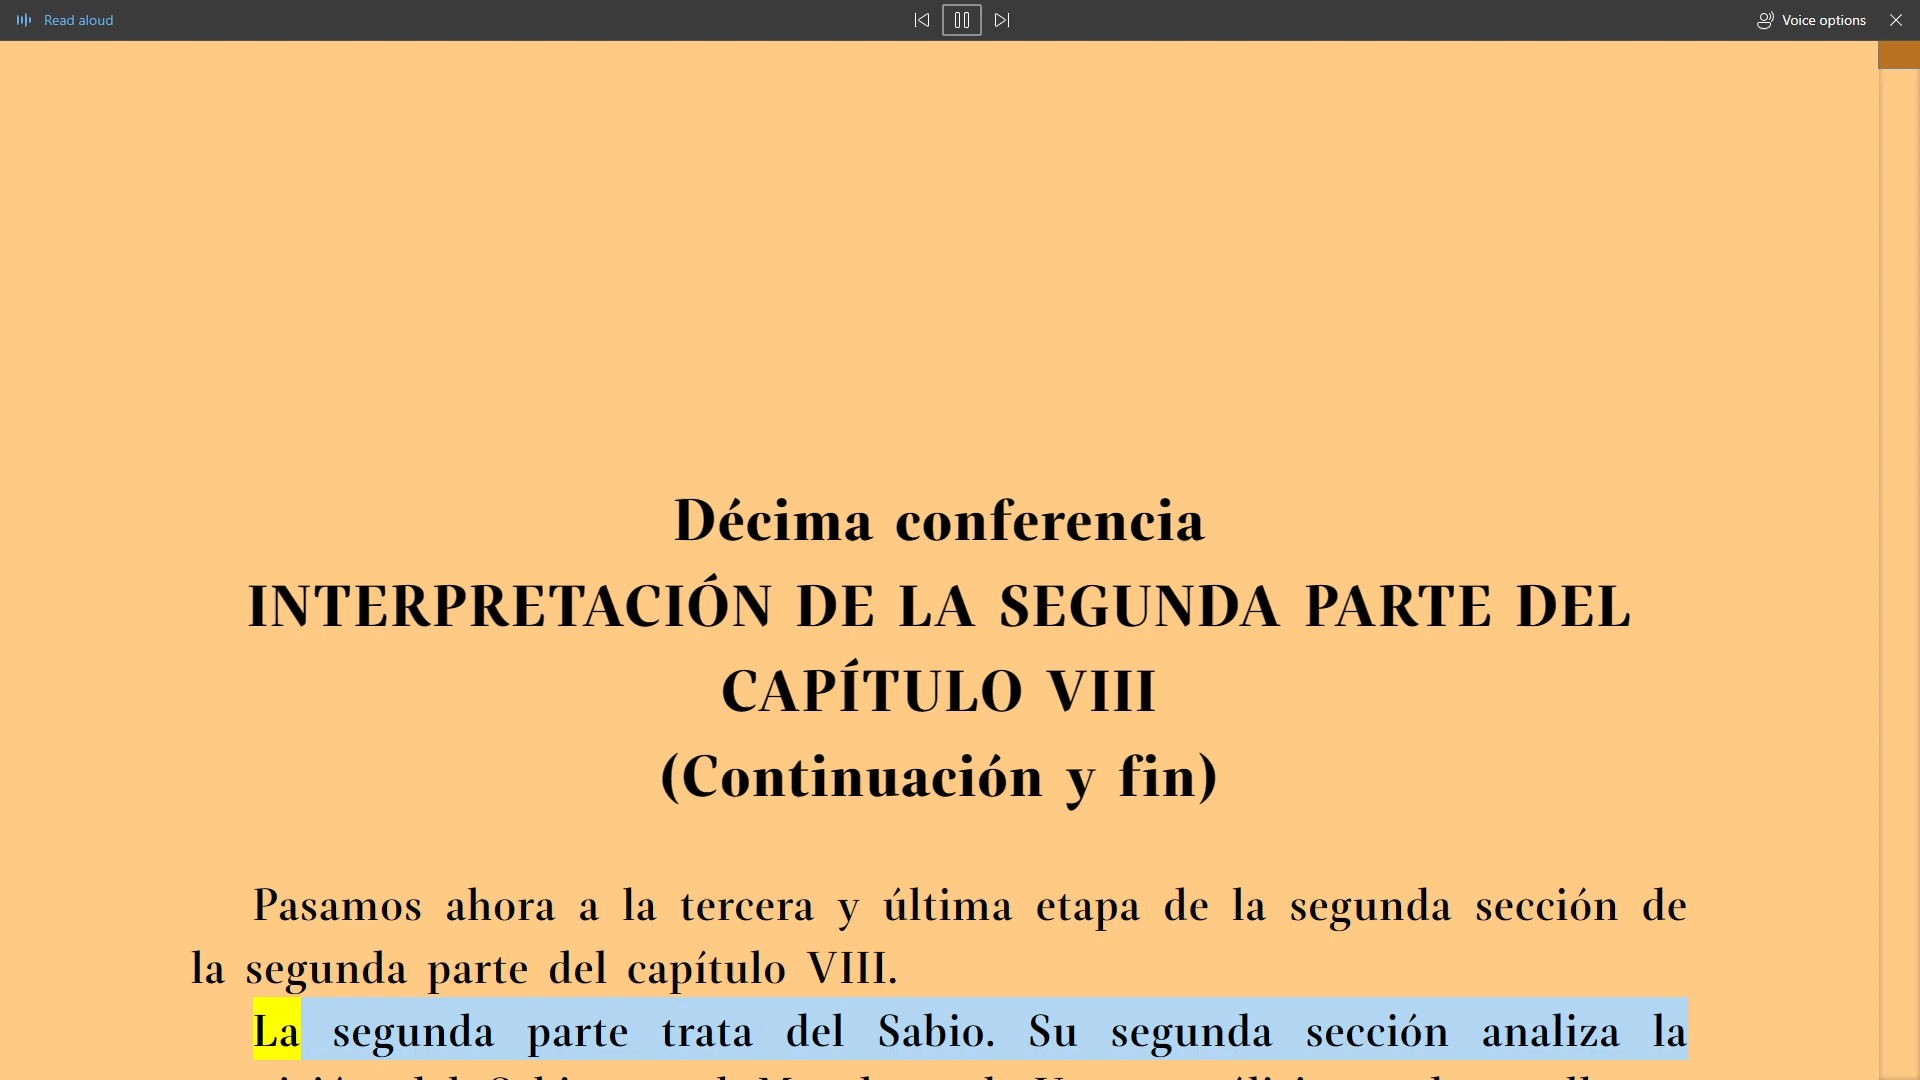 Read aloud
Voice options
Décima conferencia
INTERPRETACIÓN DE LA SEGUNDA PARTE DEL
CAPÍTULO VIII
(Continuación y fin)
Pasamos ahora a la tercera y última etapa de la segunda sección de
la segunda parte del capítulo VIII.
La segunda parte trata del Sabio. Su segunda sección analiza la